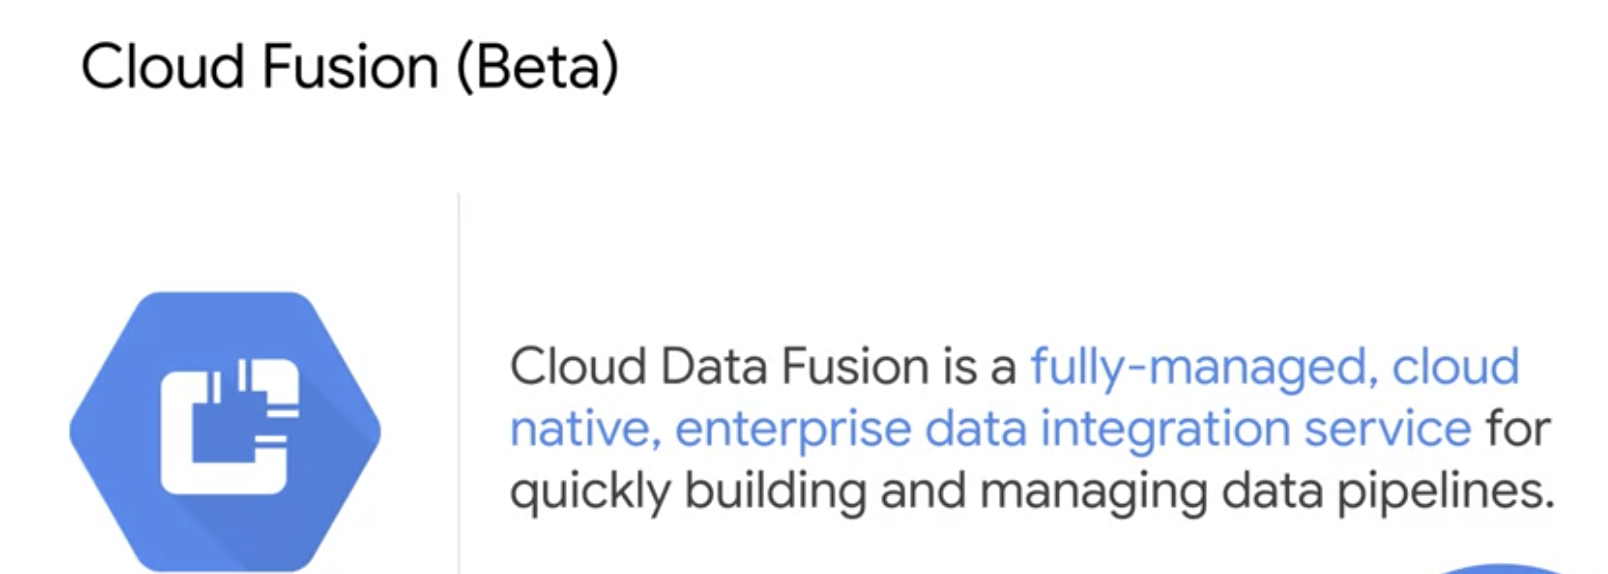 Cloud Fusion (Beta)
Cloud Data Fusion is a fully-managed, cloud
native, enterprise data integration service for
quickly building and managing data pipelines.